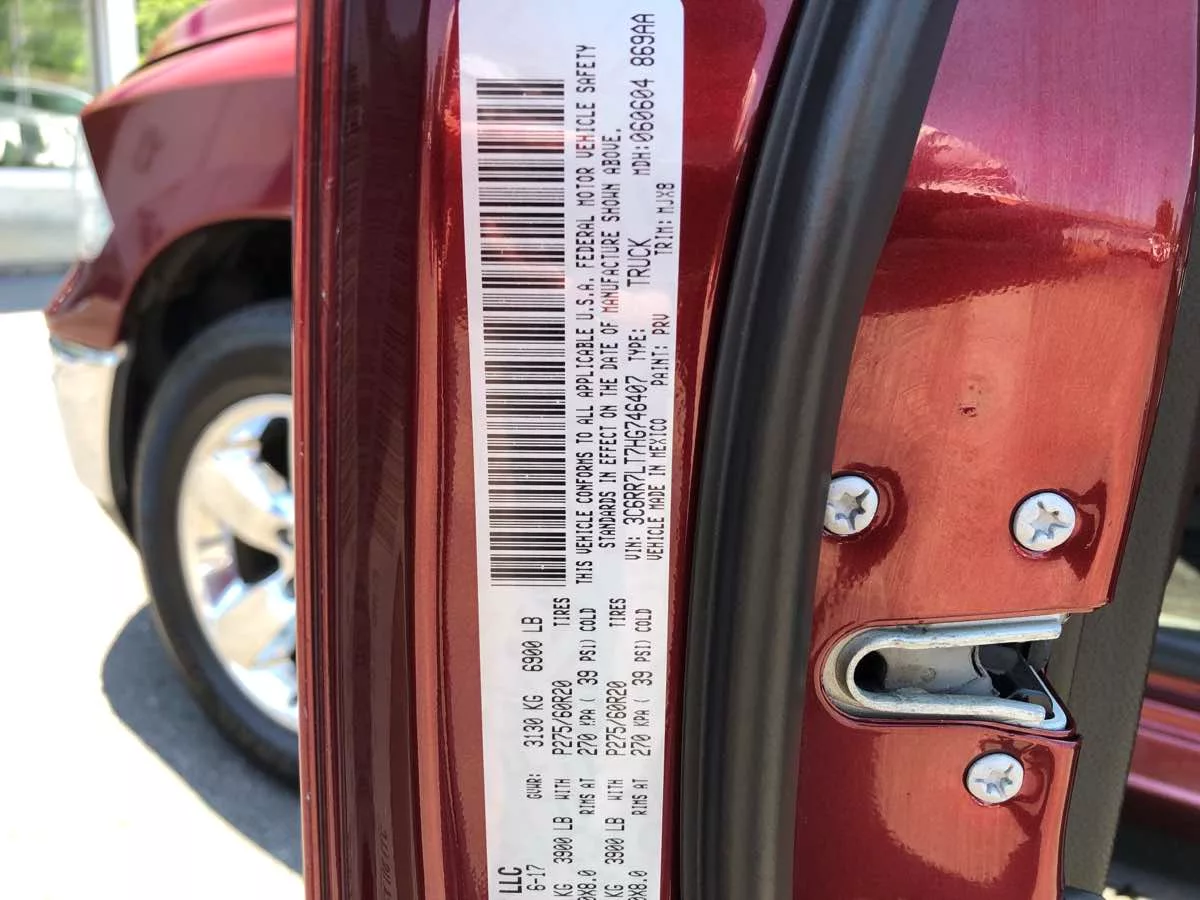 LLC
6-17 GVWR: 3130 KG 6900 LB
KG 3900 LB WITH P275/60R20 TIRES
0X8.0 RIMS AT 270 KPA ( 39 PSI) COLD
KG 3900 LB WITH P275/60R20 TIRES
0X8.0 RIMS AT 270 KPA ( 39 PSI) COLD
THIS VEHICLE CONFORMS TO ALL APPLICABLE U.S.A. FEDERAL MOTOR VEHICLE SAFETY
STANDARDS IN EFFECT ON THE DATE OF MANUFACTURE SHOWN ABOVE.
VIN: 3C6RR7LT7HG746407 TYPE: TRUCK MDH:060604 869AA
VEHICLE MADE IN MEXICO PAINT: PRV TRIM: MJX8